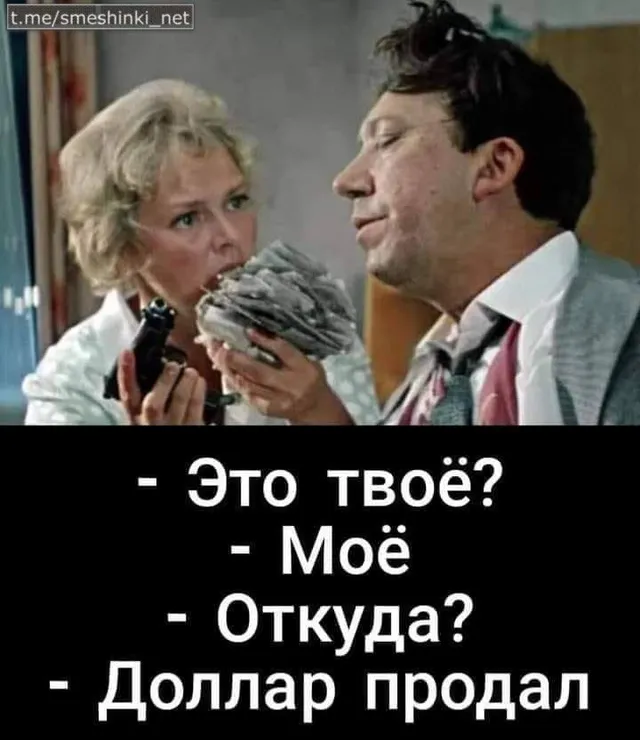 t.me/smeshinki_net
- Это твоё?
- Моё
- Откуда?
- Доллар продал